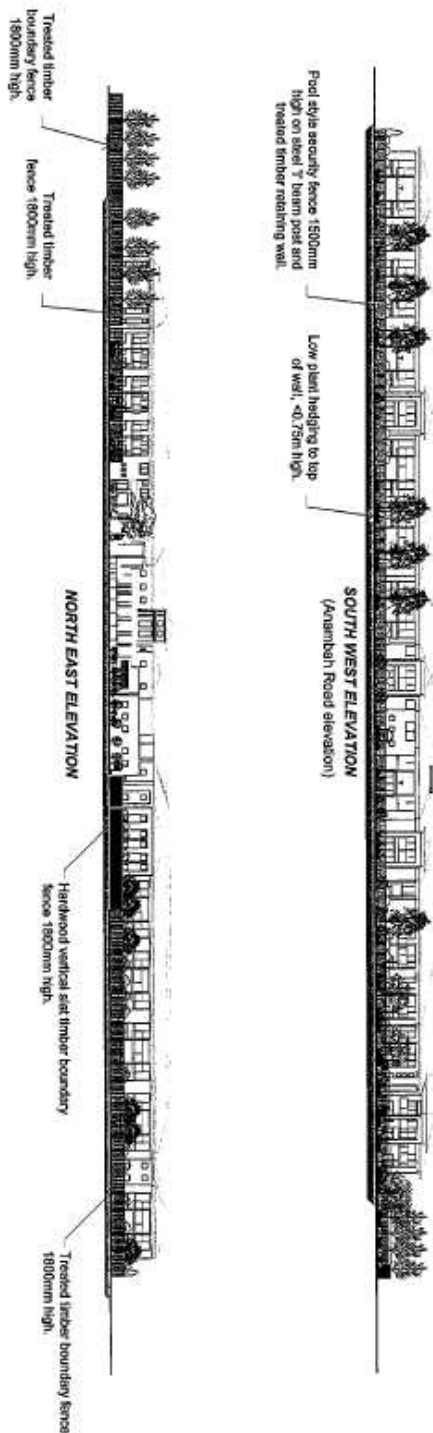 Pool style security fence 1500mm
high on steel 'I' beam post and
treated timber retaining wall.
Low plant hedging to top
of wall, <0.75m high.
SOUTH WEST ELEVATION
(Anambah Road elevation)
Treated timber
boundary fence
1800mm high.
Treated timber
fence 1800mm high.
NORTH EAST ELEVATION
Hardwood vertical slat timber boundary
fence 1800mm high.
Treated timber boundary fence
1800mm high.